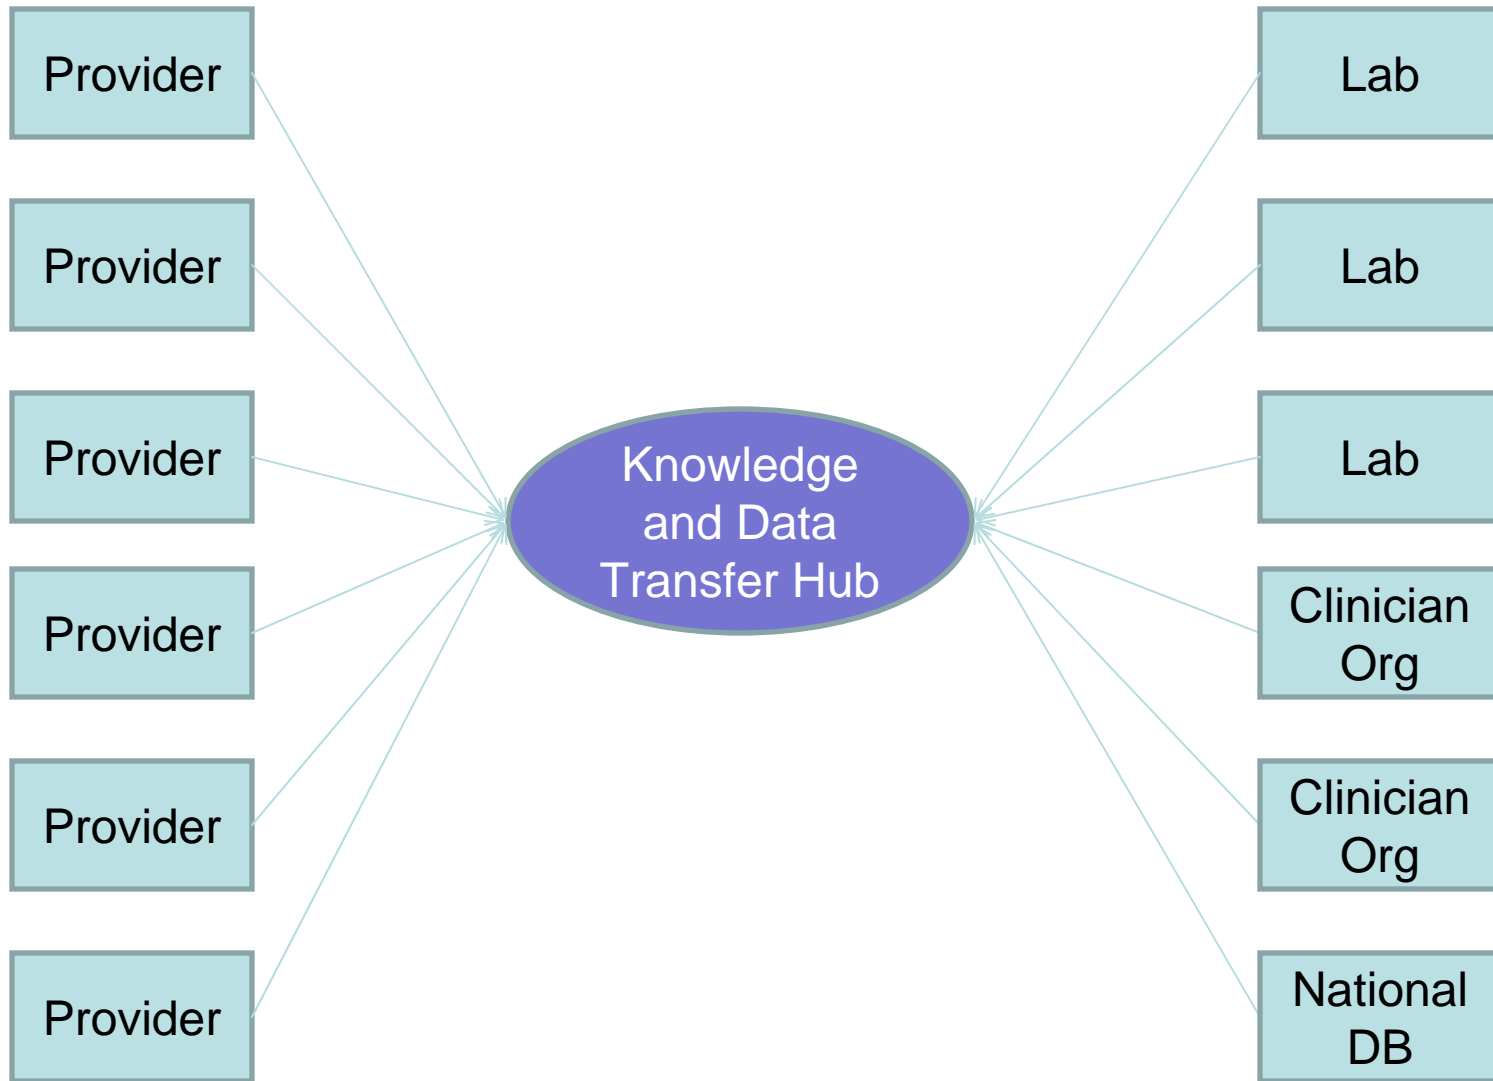 Provider
Provider
Provider
Provider
Provider
Provider
Knowledge
and Data
Transfer Hub
Lab
Lab
Lab
Clinician
Org
Clinician
Org
National
DB